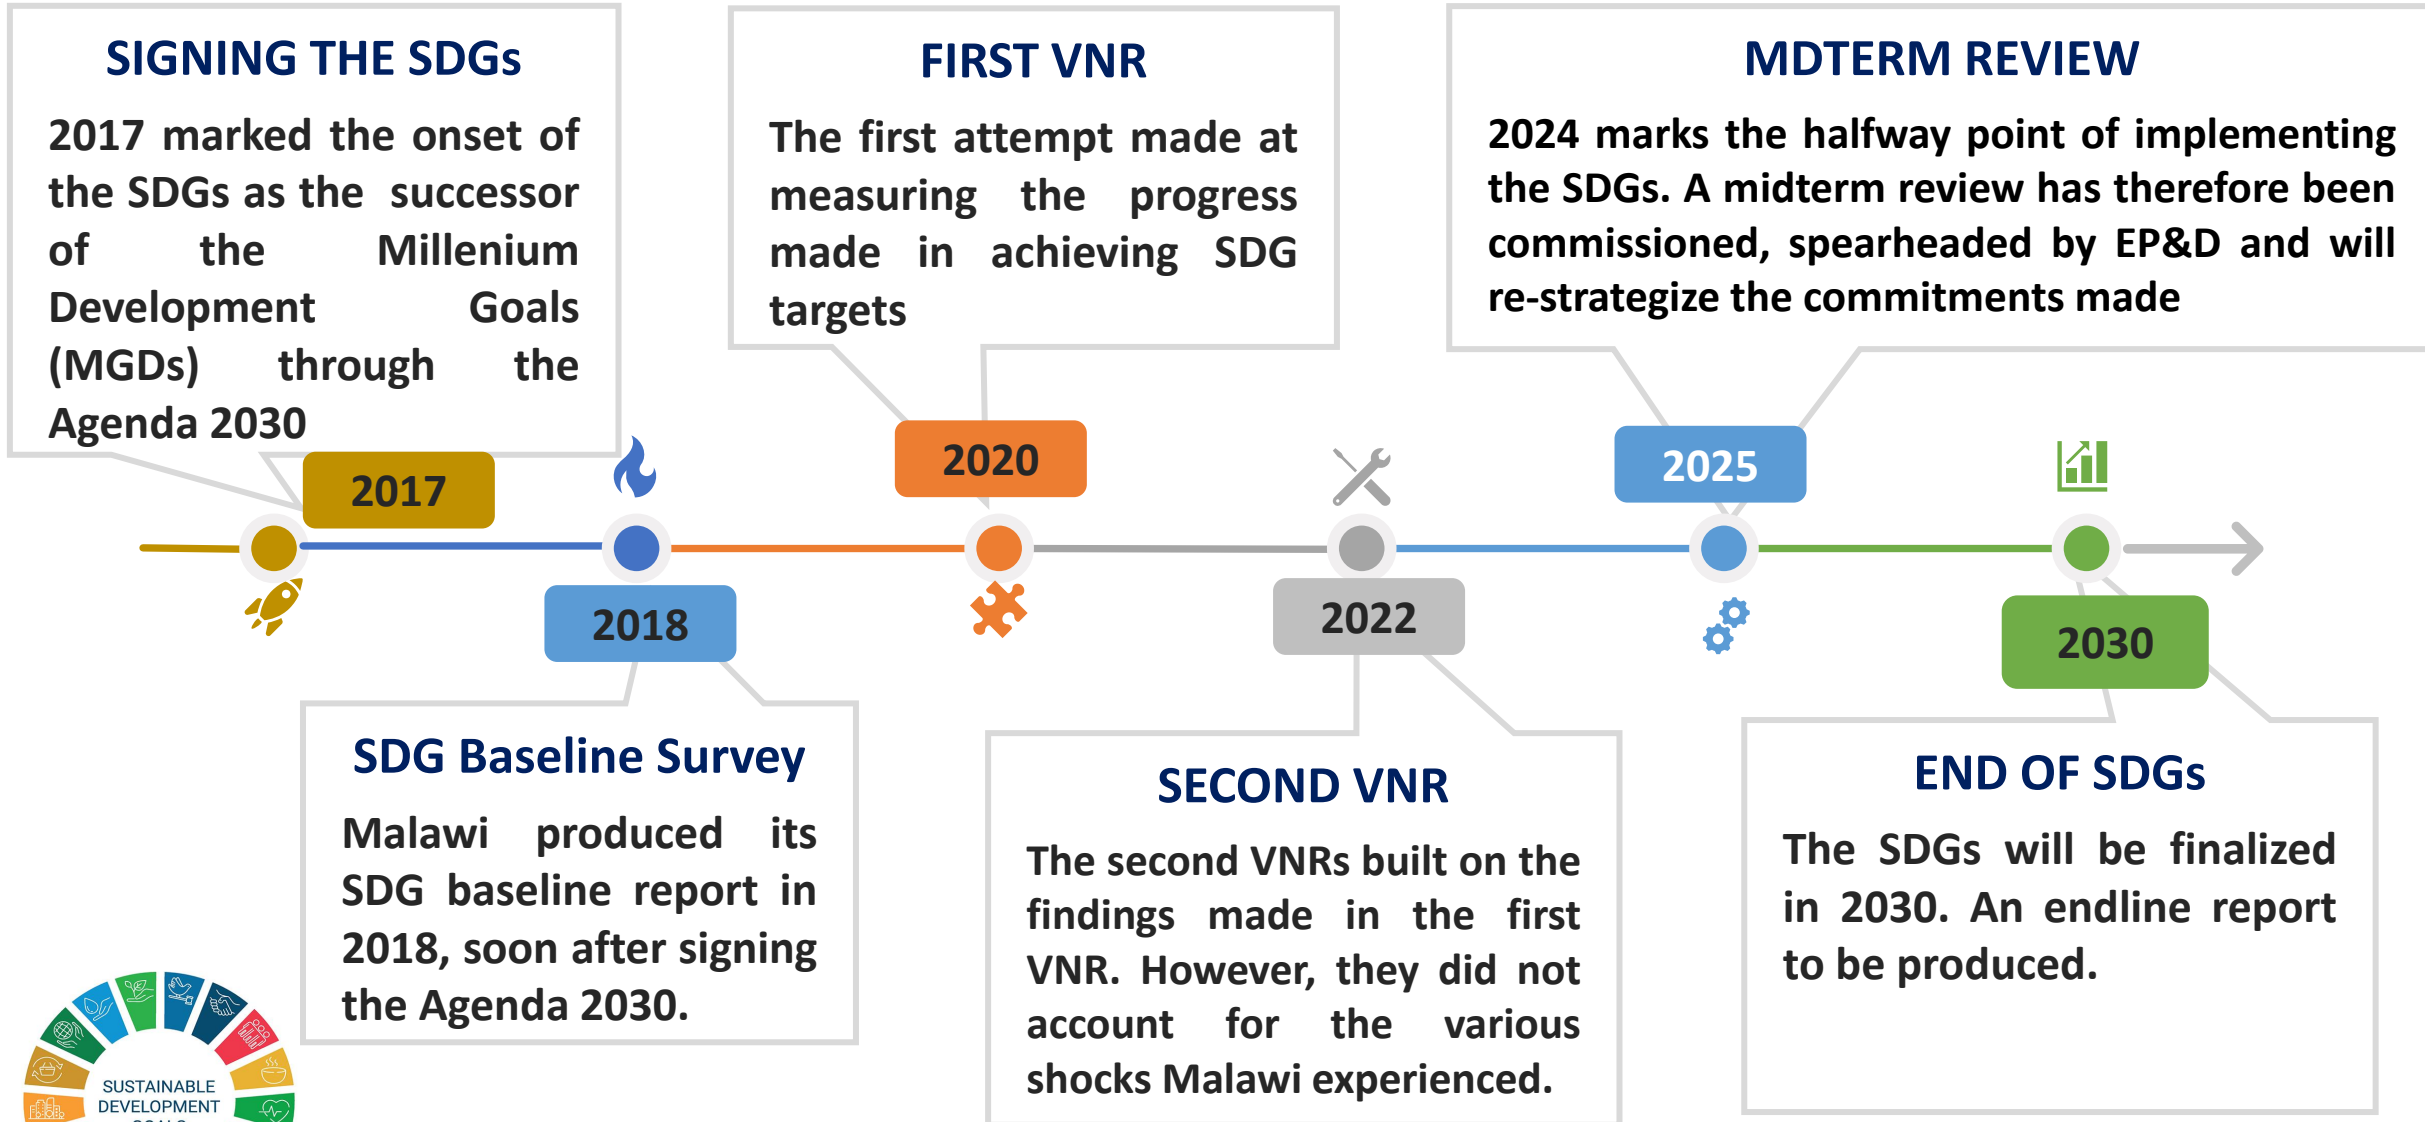 SIGNING THE SDGs
2017 marked the onset of
the SDGs as the successor
of the Millenium
Development Goals
(MGDs) through the
Agenda 2030
2017
FIRST VNR
The first attempt made at
measuring the progress
made in achieving SDG
targets
2020
MDTERM REVIEW
2024 marks the halfway point of implementing
the SDGs. A midterm review has therefore been
commissioned, spearheaded by EP&D and will
re-strategize the commitments made
2025
2018
SDG Baseline Survey
Malawi produced its
SDG baseline report in
2018, soon after signing
the Agenda 2030.
2022
SECOND VNR
The second VNRs built on the
findings made in the first
VNR. However, they did not
account for the various
shocks Malawi experienced.
2030
END OF SDGs
The SDGs will be finalized
in 2030. An endline report
to be produced.
SUSTAINABLE
DEVELOPMENT